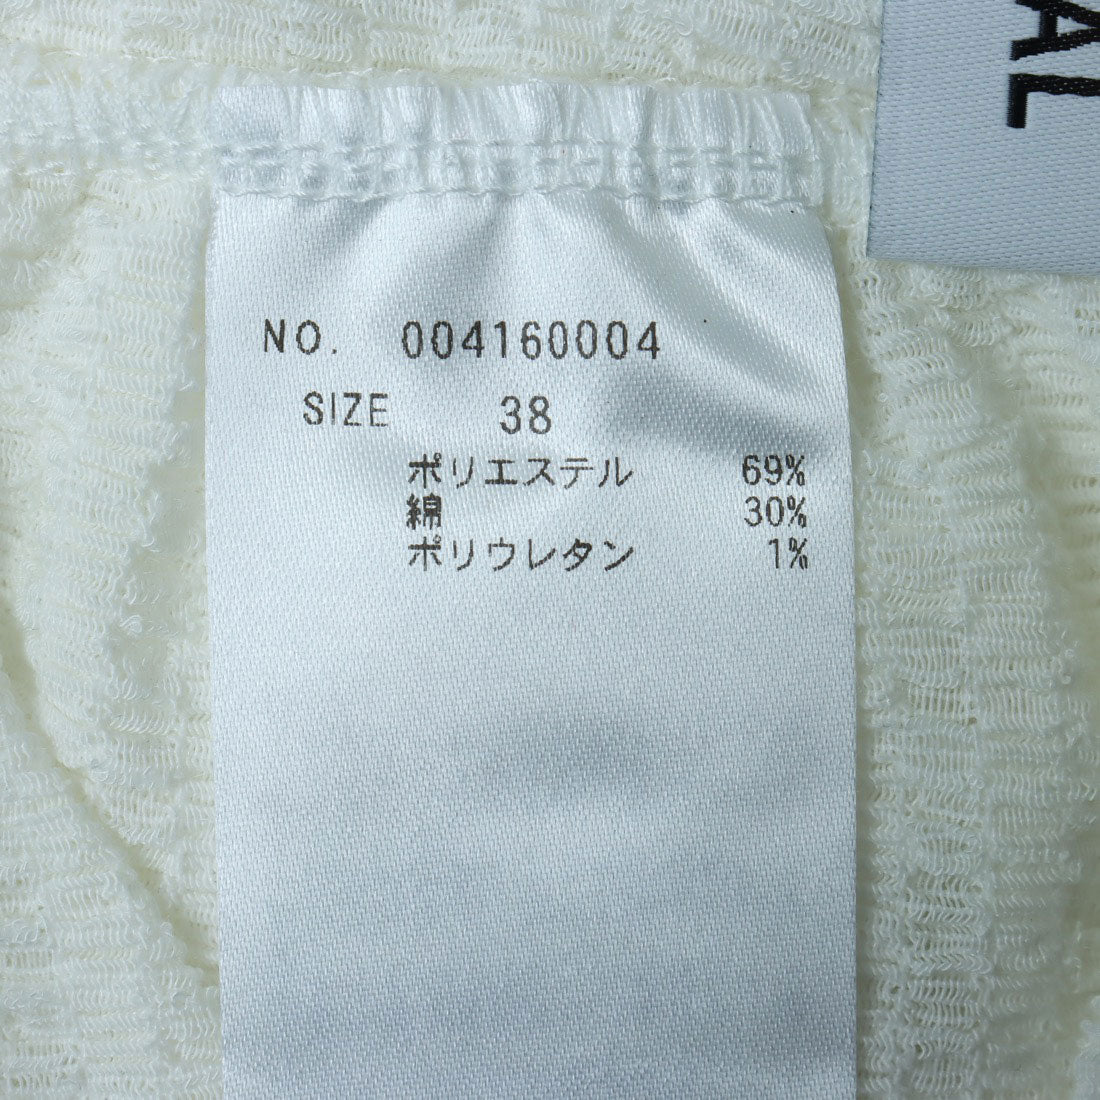 NO. 004160004
SIZE 38
ポリエステル 69%
綿 30%
ポリウレタン 1%
AL